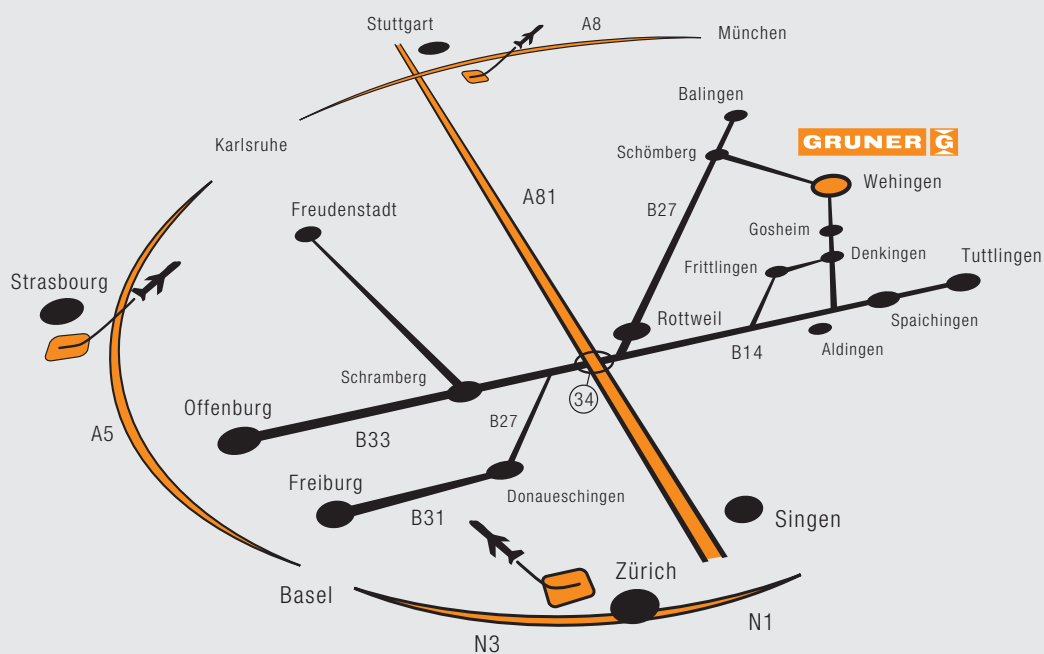 Stuttgart
A8
München
Balingen
Karlsruhe
Schömberg
GRUNER G
Wehingen
A81
B27
Freudenstadt
Gosheim
Denkingen
Tuttlingen
Frittlingen
Strasbourg
Rottweil
Spaichingen
Aldingen
B14
Schramberg
34
Offenburg
B27
A5
B33
Freiburg
Donaueschingen
B31
Singen
Zürich
Basel
N1
N3